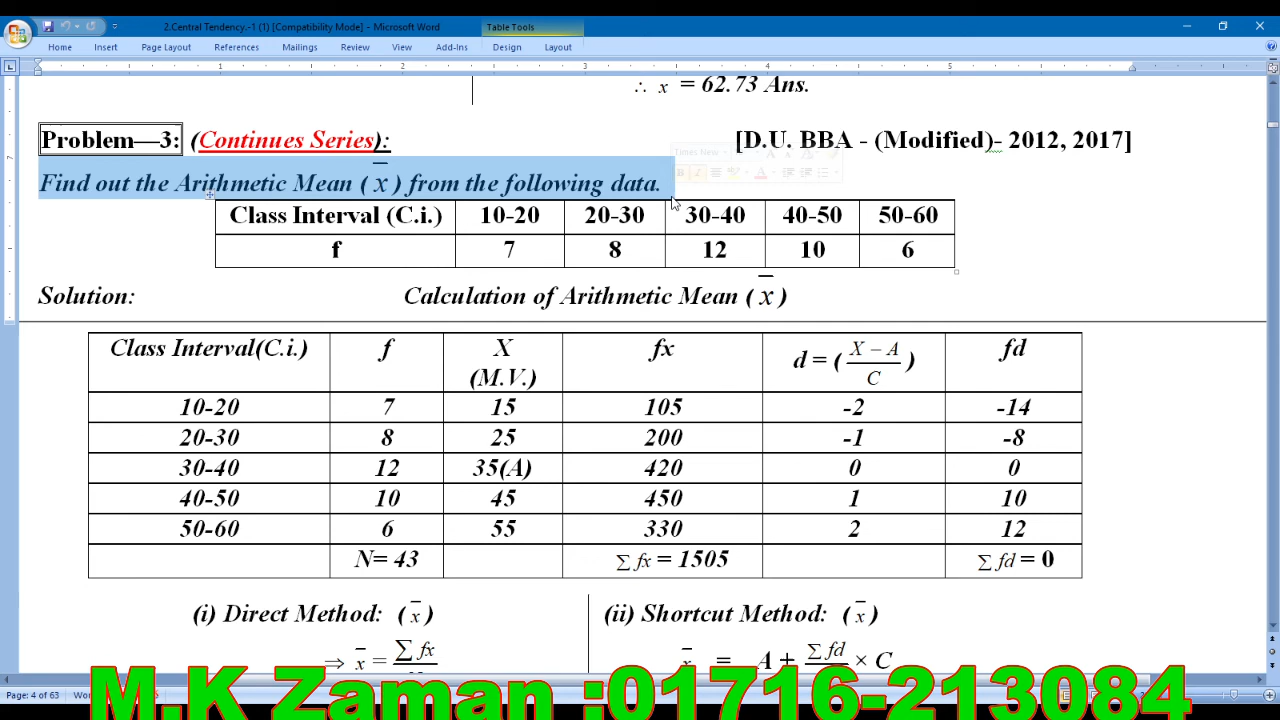 2.Central Tendency.-1 (1) [Compatibility Mode] - Microsoft Word
Table Tools
Home Insert Page Layout References Mailings Review View Add-Ins Design Layout
∴ x = 62.73 Ans.
Problem—3: (Continues Series): [D.U. BBA - (Modified)- 2012, 2017]
Find out the Arithmetic Mean ( x̄ ) from the following data.
Times New
Class Interval (C.i.) 10-20 20-30 30-40 40-50 50-60
f 7 8 12 10 6
Solution: Calculation of Arithmetic Mean ( x̄ )
Class Interval(C.i.) f X (M.V.) fx d = ( X – A / C ) fd
10-20 7 15 105 -2 -14
20-30 8 25 200 -1 -8
30-40 12 35(A) 420 0 0
40-50 10 45 450 1 10
50-60 6 55 330 2 12
N= 43 ∑ fx = 1505 ∑ fd = 0
(i) Direct Method: ( x̄ ) (ii) Shortcut Method: ( x̄ )
⇒ x̄ = ∑ fx x̄ = A + ∑ fd × C
M.K Zaman :01716-213084
Page: 4 of 63